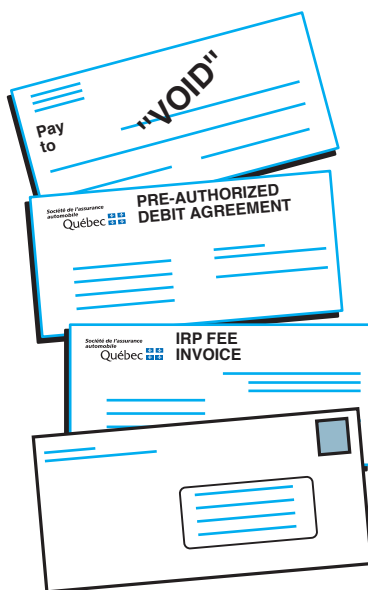 Pay
to
"VOID"
Société de l'assurance
automobile
Québec
PRE-AUTHORIZED
DEBIT AGREEMENT
Société de l'assurance
automobile
Québec
IRP FEE
INVOICE